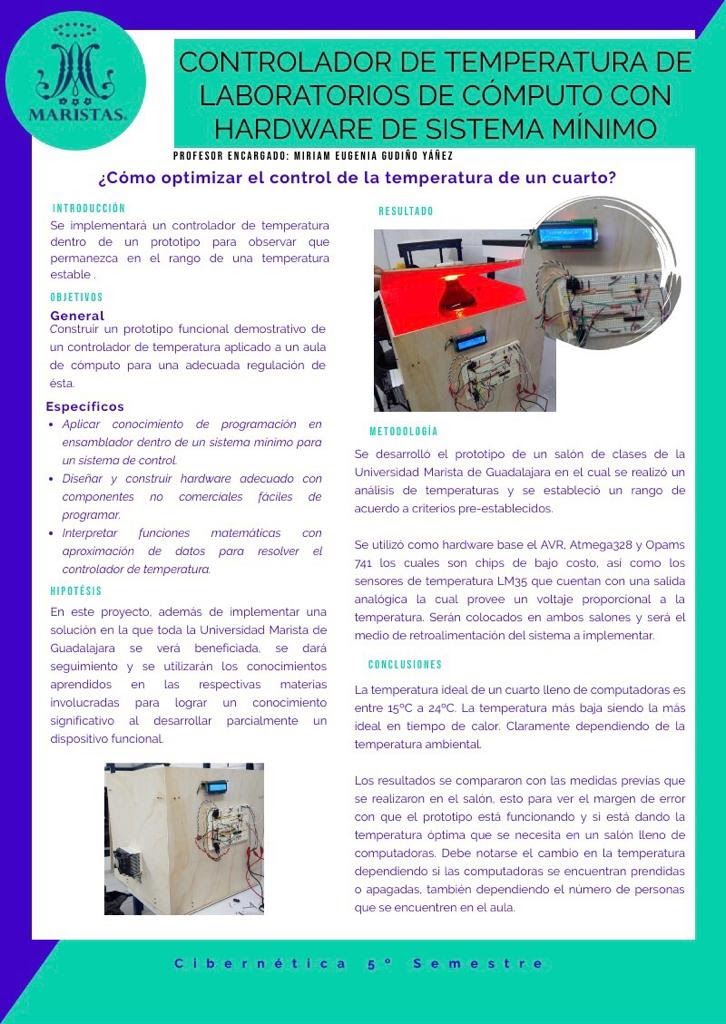 MARISTAS.
CONTROLADOR DE TEMPERATURA DE
LABORATORIOS DE CÓMPUTO CON
HARDWARE DE SISTEMA MÍNIMO
PROFESOR ENCARGADO: MIRIAM EUGENIA GUDIÑO YÁÑEZ
¿Cómo optimizar el control de la temperatura de un cuarto?
INTRODUCCIÓN
Se implementará un controlador de temperatura
dentro de un prototipo para observar que
permanezca en el rango de una temperatura
estable .
OBJETIVOS
General
Construir un prototipo funcional demostrativo de
un controlador de temperatura aplicado a un aula
de cómputo para una adecuada regulación de
ésta.
Específicos
• Aplicar conocimiento de programación en
ensamblador dentro de un sistema mínimo para
un sistema de control.
• Diseñar y construir hardware adecuado con
componentes no comerciales fáciles de
programar.
• Interpretar funciones matemáticas con
aproximación de datos para resolver el
controlador de temperatura.
HIPOTÉSIS
En este proyecto, además de implementar una
solución en la que toda la Universidad Marista de
Guadalajara se verá beneficiada, se dará
seguimiento y se utilizarán los conocimientos
aprendidos en las respectivas materias
involucradas para lograr un conocimiento
significativo al desarrollar parcialmente un
dispositivo funcional.
RESULTADO
METODOLOGÍA
Se desarrolló el prototipo de un salón de clases de la
Universidad Marista de Guadalajara en el cual se realizó un
análisis de temperaturas y se estableció un rango de
acuerdo a criterios pre-establecidos.
Se utilizó como hardware base el AVR, Atmega328 y Opams
741 los cuales son chips de bajo costo, así como los
sensores de temperatura LM35 que cuentan con una salida
analógica la cual provee un voltaje proporcional a la
temperatura. Serán colocados en ambos salones y será el
medio de retroalimentación del sistema a implementar.
CONCLUSIONES
La temperatura ideal de un cuarto lleno de computadoras es
entre 15ºC a 24ºC. La temperatura más baja siendo la más
ideal en tiempo de calor. Claramente dependiendo de la
temperatura ambiental.
Los resultados se compararon con las medidas previas que
se realizaron en el salón, esto para ver el margen de error
con que el prototipo está funcionando y si está dando la
temperatura óptima que se necesita en un salón lleno de
computadoras. Debe notarse el cambio en la temperatura
dependiendo si las computadoras se encuentran prendidas
o apagadas, también dependiendo el número de personas
que se encuentren en el aula.
Cibernética 5º Semestre